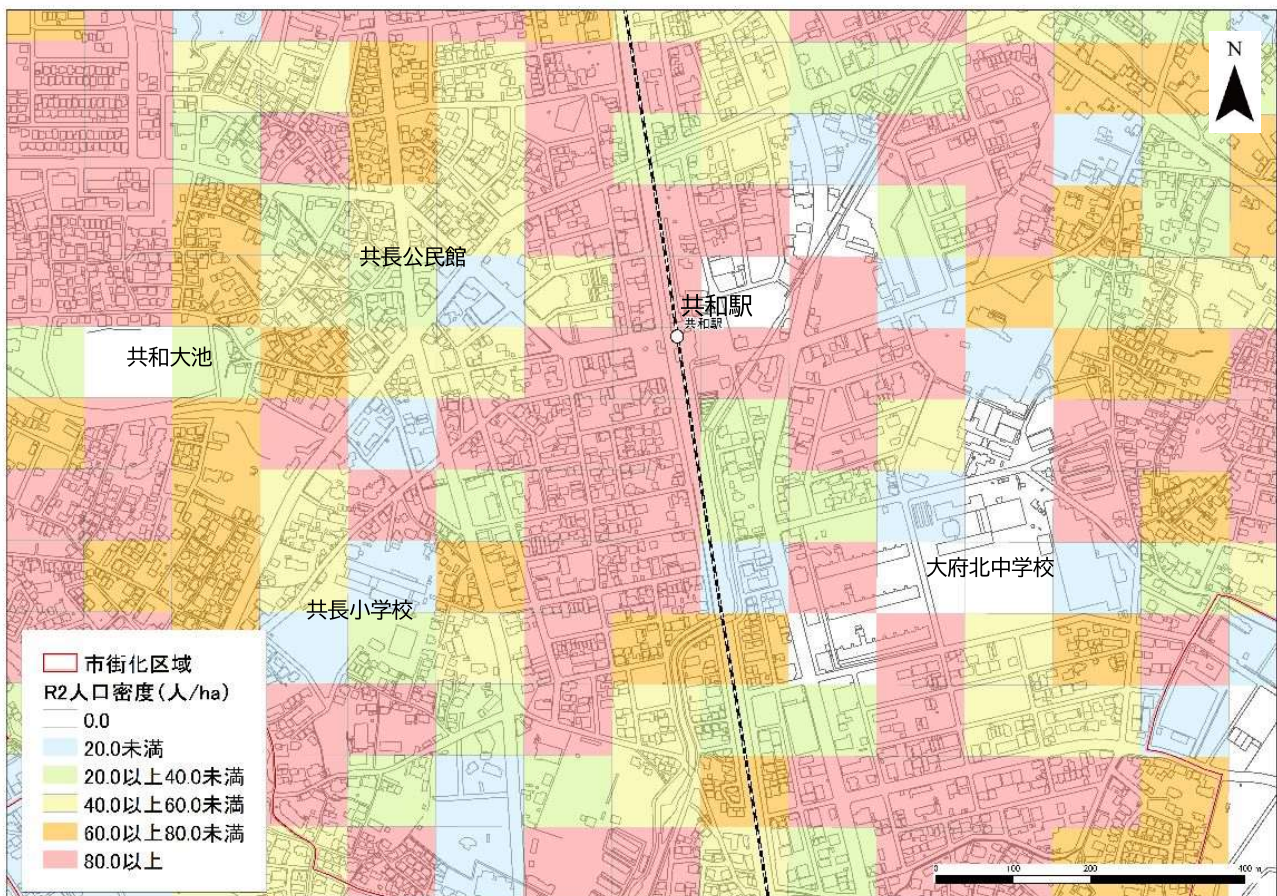 N
共長公民館
共和駅
共和駅
共和大池
大府北中学校
共長小学校
市街化区域
R2人口密度(人/ha)
0.0
20.0未満
20.0以上40.0未満
40.0以上60.0未満
60.0以上80.0未満
80.0以上
0 100 200 400 m